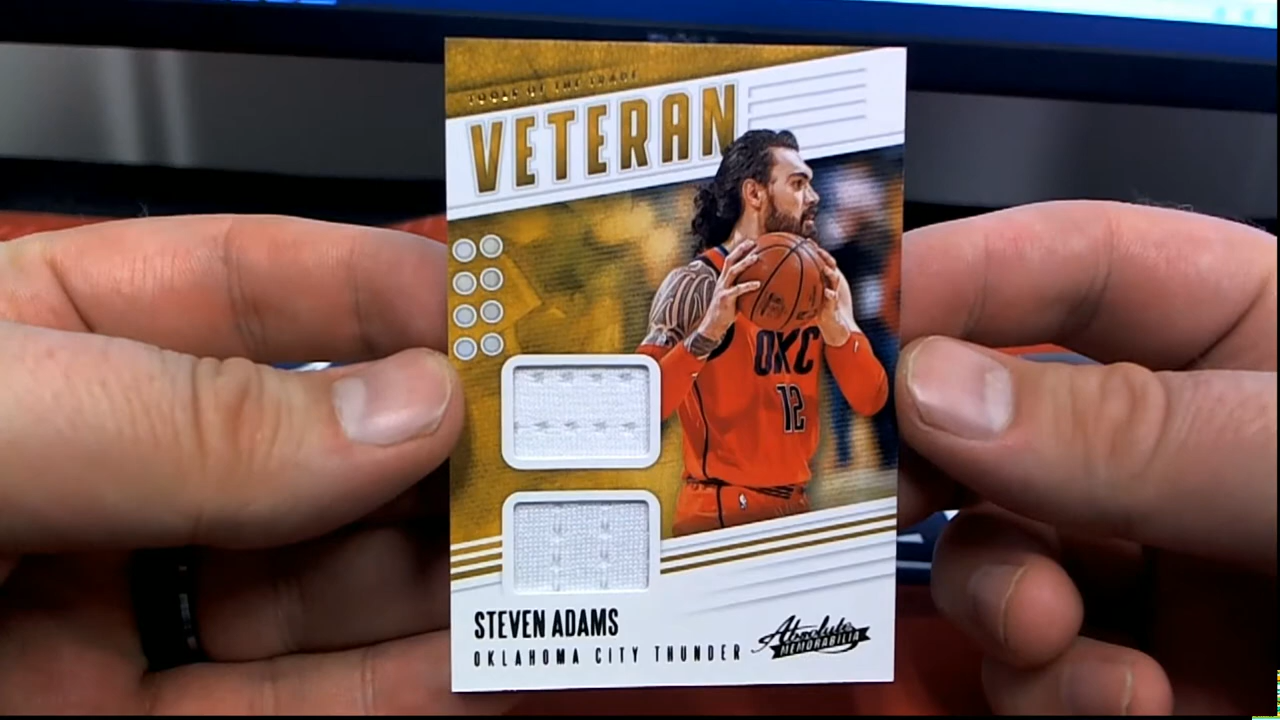 TOOLS OF THE TRADE
VETERAN
OKC
12
STEVEN ADAMS
OKLAHOMA CITY THUNDER
Absolute
MEMORABILIA